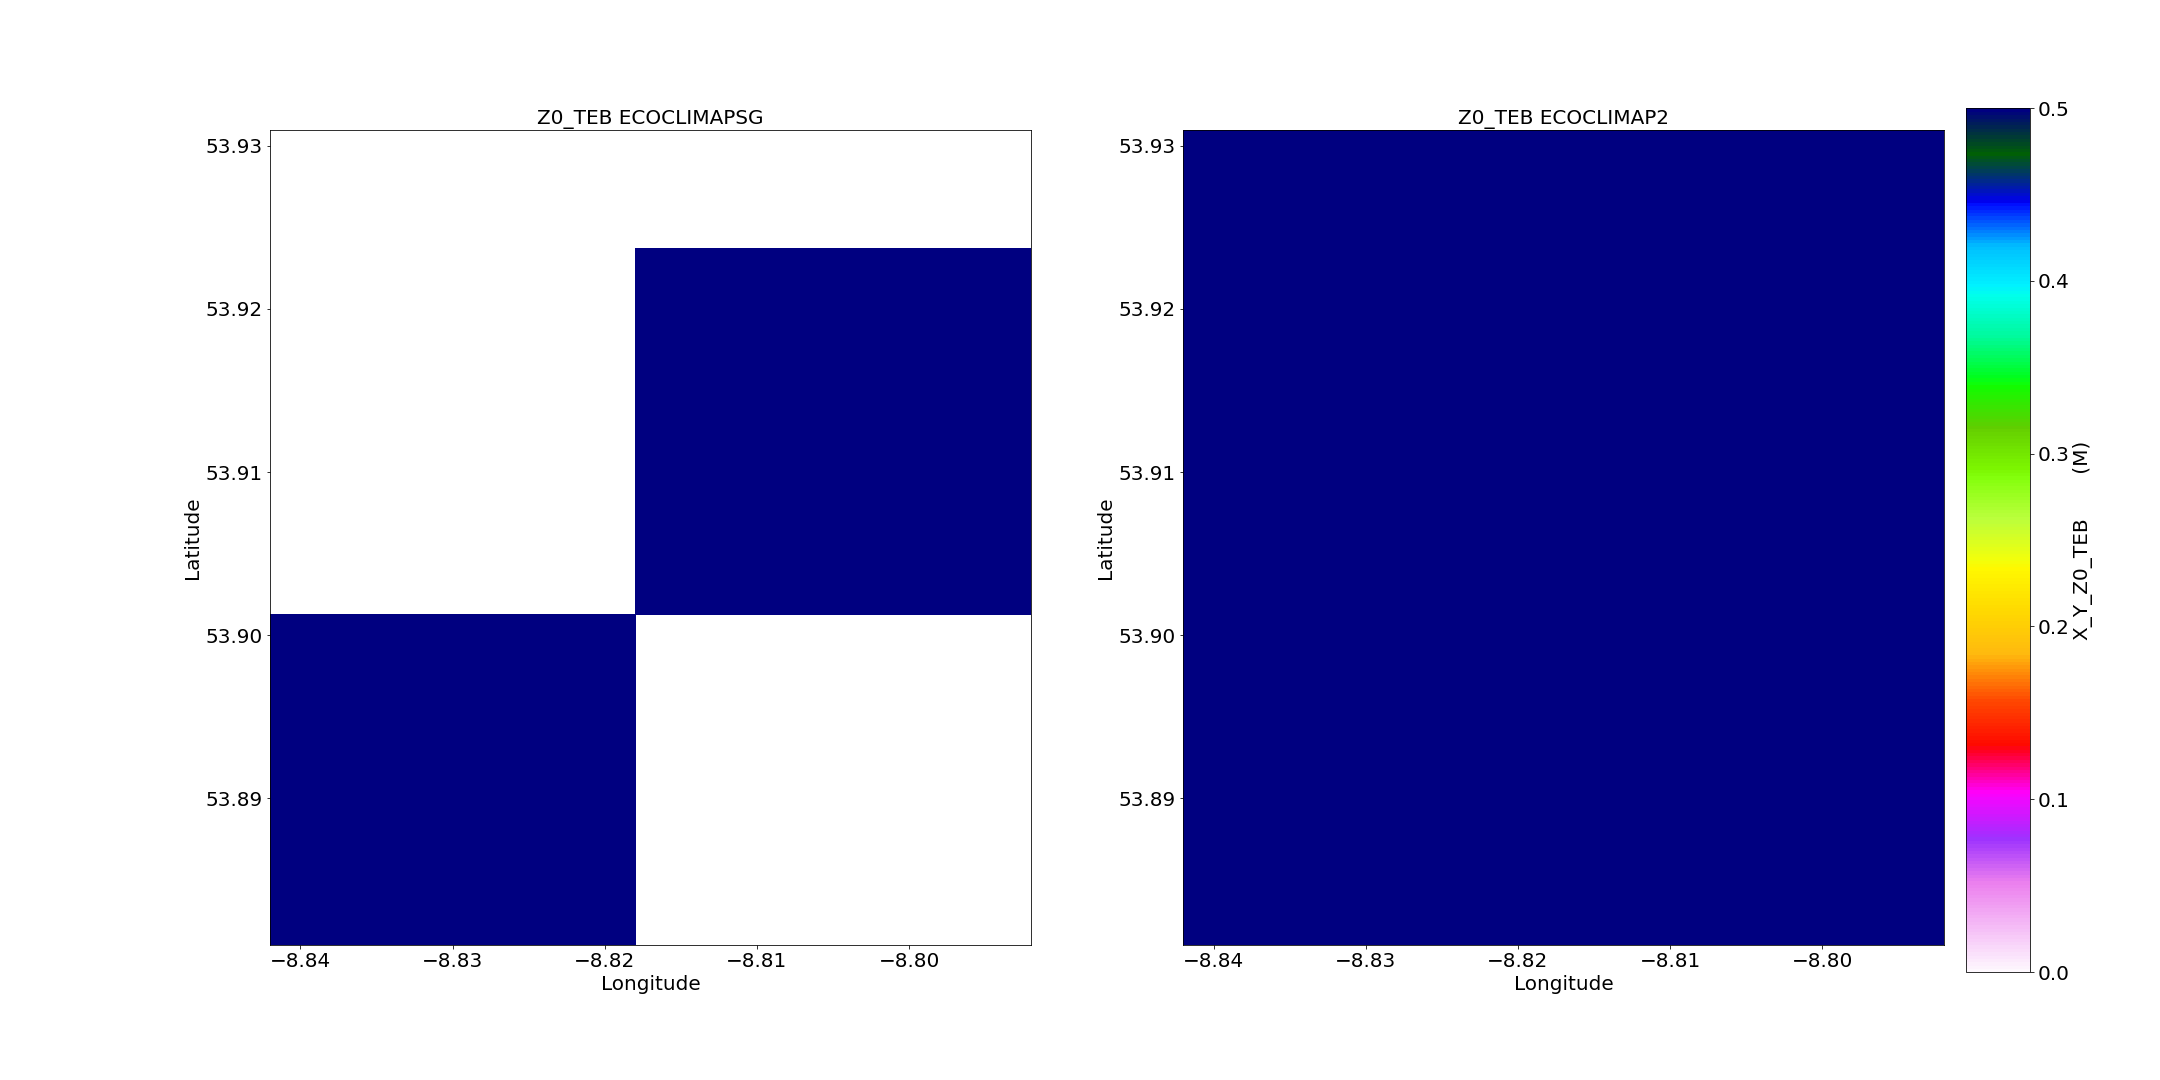 Z0_TEB ECOCLIMAPSG
53.93
53.92
53.91
53.90
53.89
Latitude
−8.84 −8.83 −8.82 −8.81 −8.80
Longitude
Z0_TEB ECOCLIMAP2
53.93
53.92
53.91
53.90
53.89
Latitude
−8.84 −8.83 −8.82 −8.81 −8.80
Longitude
0.5
0.4
0.3
0.2
0.1
0.0
X_Y_Z0_TEB (M)